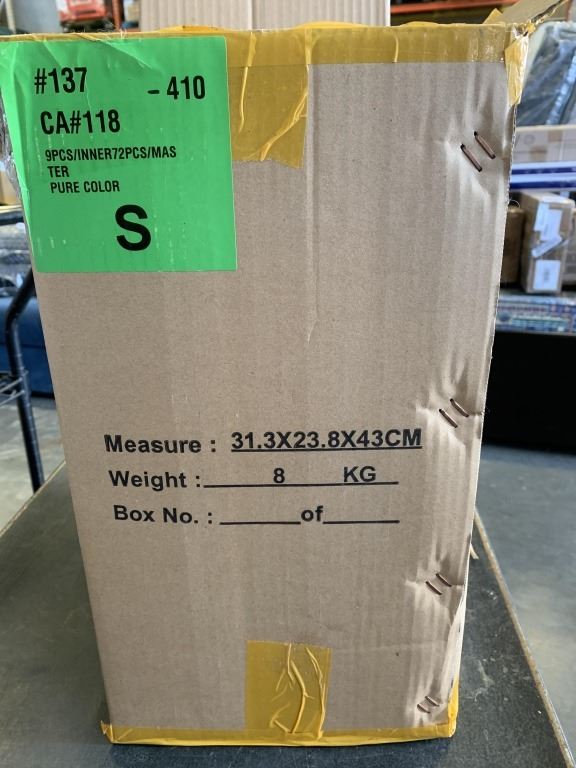 #137 - 410
CA#118
9PCS/INNER72PCS/MAS
TER
PURE COLOR
S
Measure : 31.3X23.8X43CM
Weight : 8 KG
Box No. : ______of______